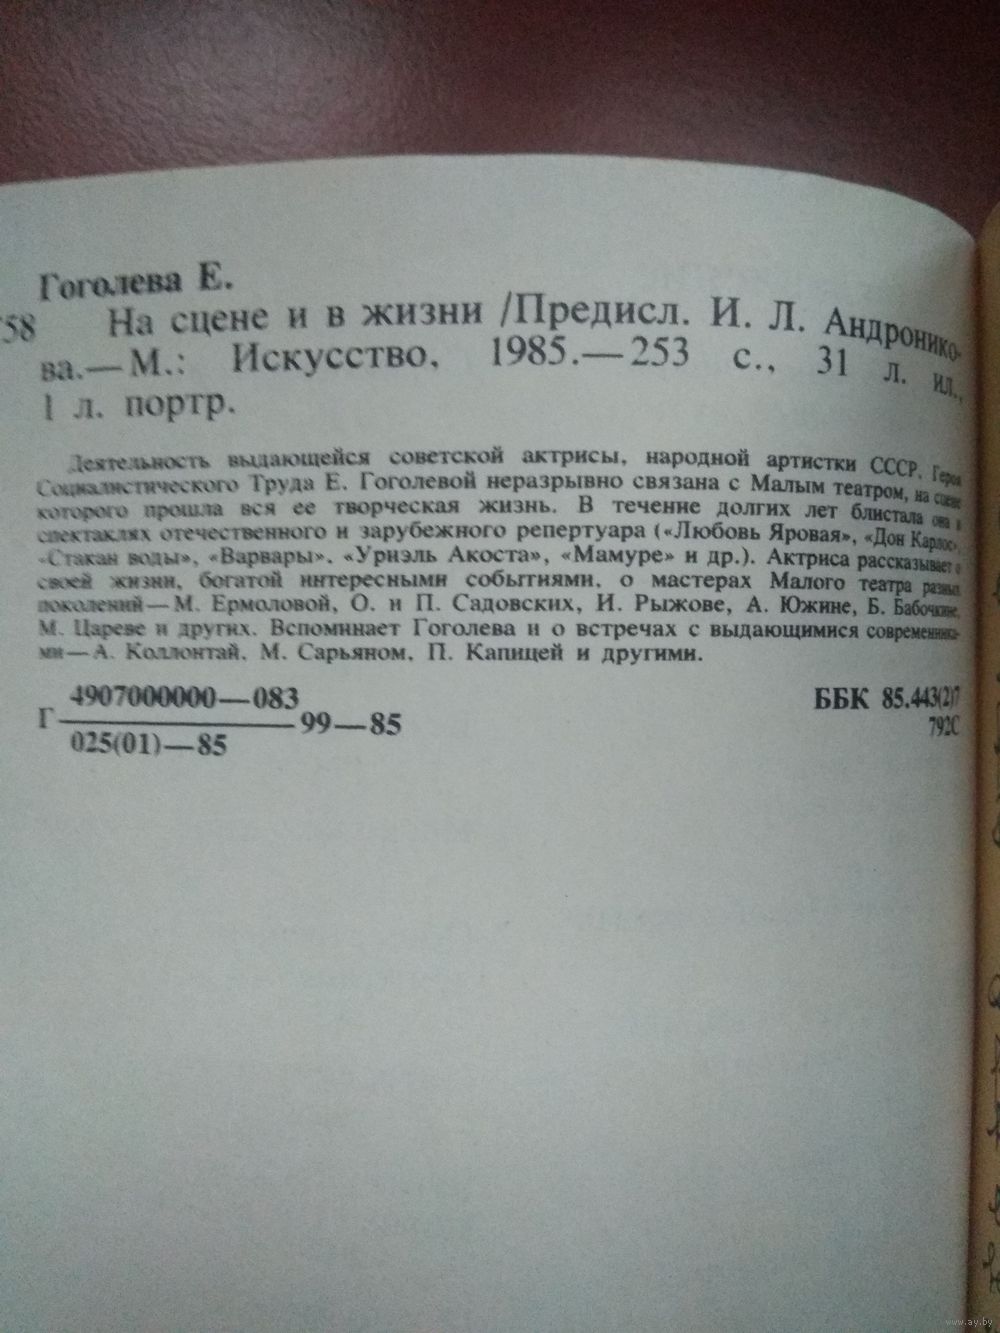 Гоголева Е.
58 На сцене и в жизни /Предисл. И. Л. Андронико-
ва.—М.: Искусство, 1985.—253 с., 31 л. ил.,
1 л. портр.
Деятельность выдающейся советской актрисы, народной артистки СССР, Героя
Социалистического Труда Е. Гоголевой неразрывно связана с Малым театром, на сцене
которого прошла вся ее творческая жизнь. В течение долгих лет блистала она в
спектаклях отечественного и зарубежного репертуара («Любовь Яровая», «Дон Карлос»,
«Стакан воды», «Варвары», «Уриэль Акоста», «Мамуре» и др.). Актриса рассказывает о
своей жизни, богатой интересными событиями, о мастерах Малого театра разных
поколений—М. Ермоловой, О. и П. Садовских, И. Рыжове, А. Южине, Б. Бабочкине,
М. Цареве и других. Вспоминает Гоголева и о встречах с выдающимися современника-
ми—А. Коллонтай, М. Сарьяном, П. Капицей и другими.
4907000000—083
Г 99—85
025(01)—85
ББК 85.443(2)7
792С
www.ay.by